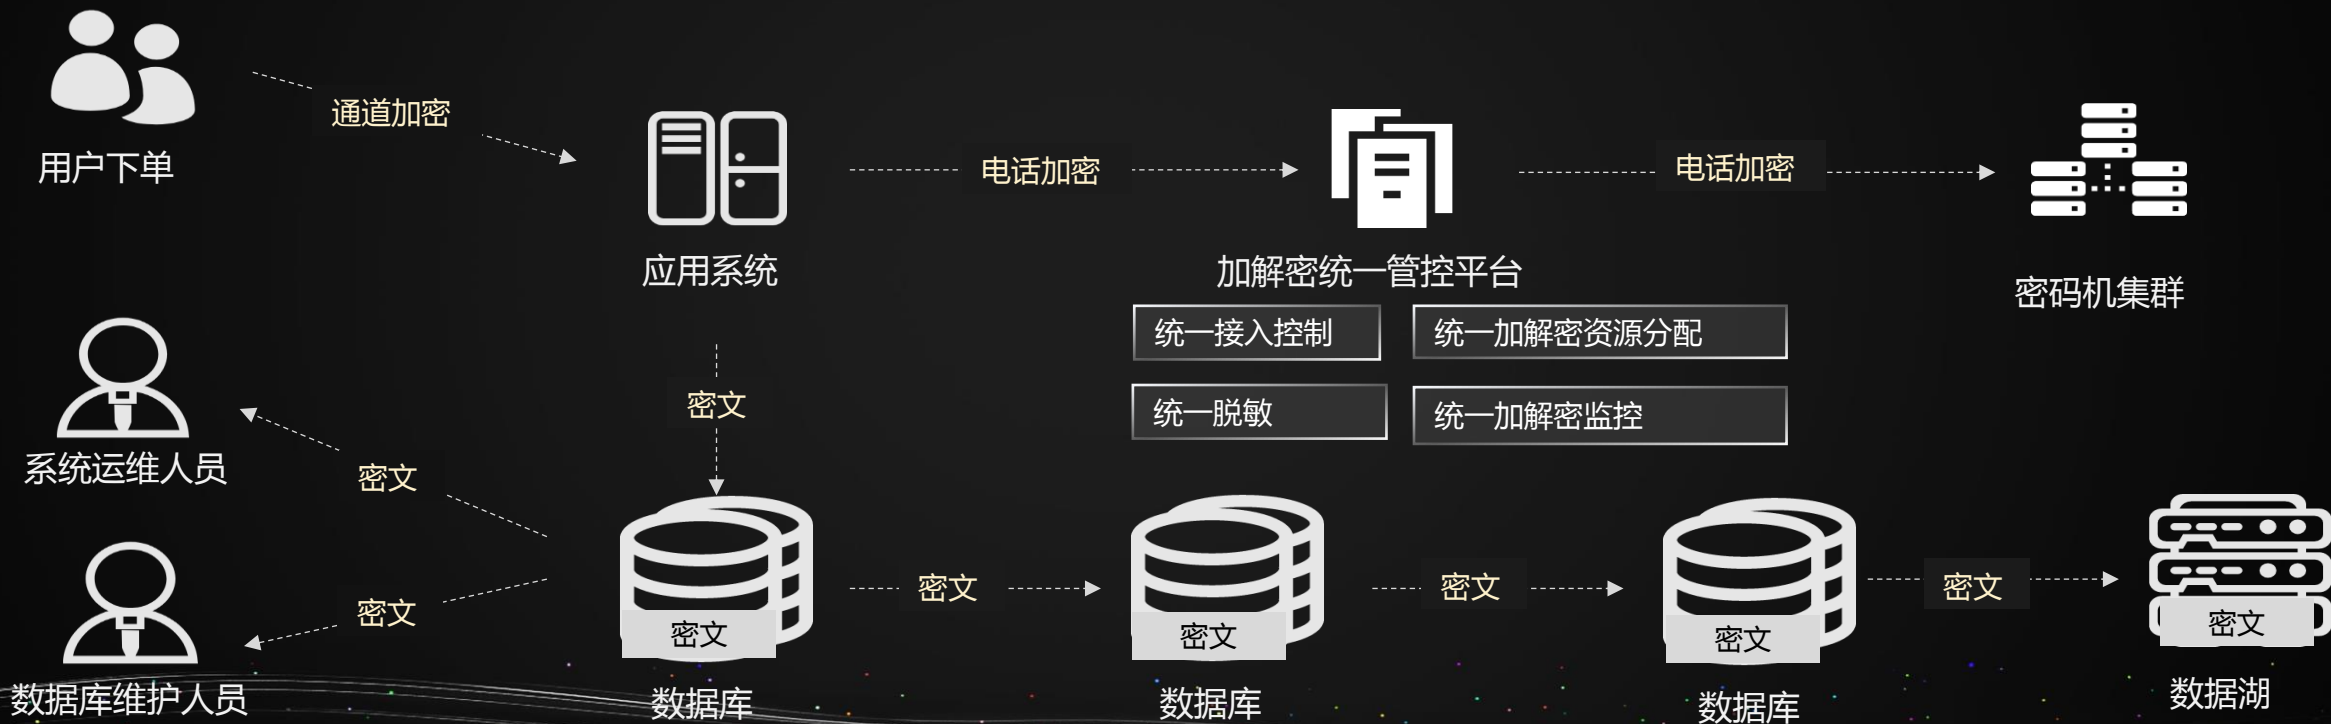 用户下单
通道加密
应用系统
电话加密
加解密统一管控平台
电话加密
密码机集群
统一接入控制
统一加解密资源分配
统一脱敏
统一加解密监控
密文
系统运维人员
密文
数据库维护人员
密文
密文
数据库
密文
密文
数据库
密文
密文
数据库
密文
密文
数据湖